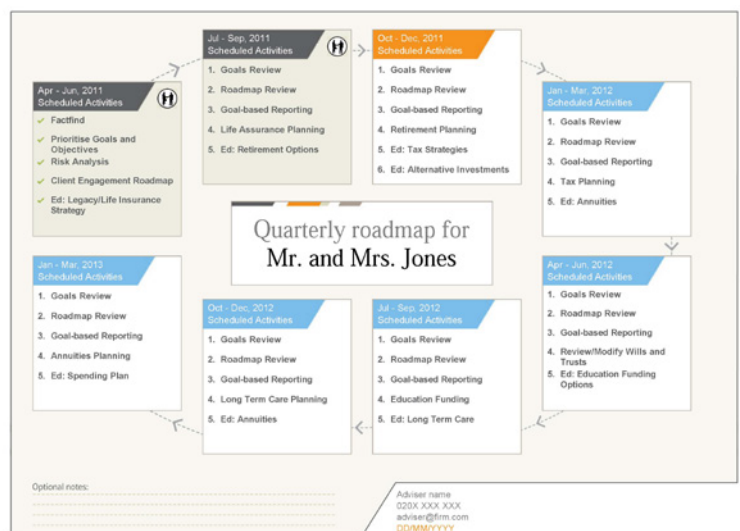 Jul - Sep, 2011
Scheduled Activities
1. Goals Review
2. Roadmap Review
3. Goal-based Reporting
4. Life Assurance Planning
5. Ed: Retirement Options
Oct - Dec, 2011
Scheduled Activities
1. Goals Review
2. Roadmap Review
3. Goal-based Reporting
4. Retirement Planning
5. Ed: Tax Strategies
6. Ed: Alternative Investments
Apr - Jun, 2011
Scheduled Activities
Factfind
Prioritise Goals and
Objectives
Risk Analysis
Client Engagement Roadmap
Ed: Legacy/Life Insurance
Strategy
Jan - Mar, 2012
Scheduled Activities
1. Goals Review
2. Roadmap Review
3. Goal-based Reporting
4. Tax Planning
5. Ed: Annuities
Quarterly roadmap for
Mr. and Mrs. Jones
Jan - Mar, 2013
Scheduled Activities
1. Goals Review
2. Roadmap Review
3. Goal-based Reporting
4. Annuities Planning
5. Ed: Spending Plan
Oct - Dec, 2012
Scheduled Activities
1. Goals Review
2. Roadmap Review
3. Goal-based Reporting
4. Long Term Care Planning
5. Ed: Annuities
Jul - Sep, 2012
Scheduled Activities
1. Goals Review
2. Roadmap Review
3. Goal-based Reporting
4. Education Funding
5. Ed: Long Term Care
Apr - Jun, 2012
Scheduled Activities
1. Goals Review
2. Roadmap Review
3. Goal-based Reporting
4. Review/Modify Wills and
Trusts
5. Ed: Education Funding
Options
Optional notes:
Adviser name
020X XXX XXX
adviser@firm.com
DD/MM/YYYY